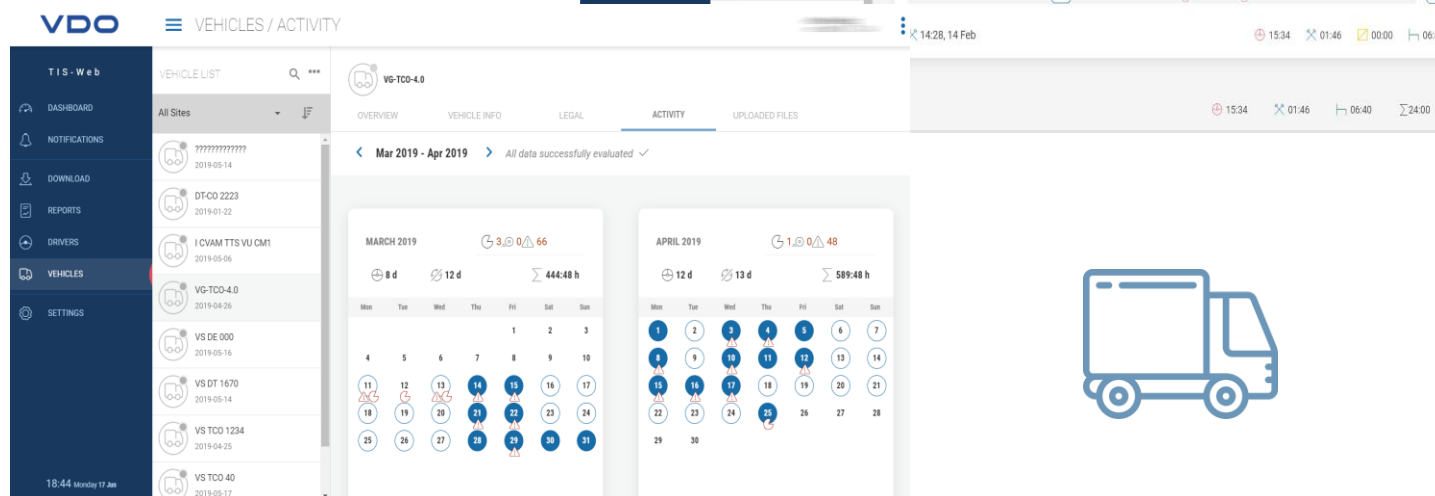 VDO
VEHICLES / ACTIVITY
14:28, 14 Feb
15:34 01:46 00:00
15:34 01:46 06:40 ∑24:00
TIS-Web
DASHBOARD
NOTIFICATIONS
DOWNLOAD
REPORTS
DRIVERS
VEHICLES
SETTINGS
18:44 Monday 17 Jun
VEHICLE LIST
All Sites
?????????????
2019-05-14
DT-CO 2223
2019-01-22
I CVAM TTS VU CM1
2019-05-06
VG-TCO-4.0
2019-04-26
VS DE 000
2019-05-16
VS DT 1670
2019-05-14
VS TCO 1234
2019-04-25
VS TCO 40
2019-05-17
VG-TCO-4.0
OVERVIEW VEHICLE INFO LEGAL ACTIVITY UPLOADED FILES
Mar 2019 - Apr 2019 All data successfully evaluated
MARCH 2019 3, 0 66
8 d 12 d ∑ 444:48 h
Mon Tue Wed Thu Fri Sat Sun
1 2 3
4 5 6 7 8 9 10
11 12 13 14 15 16 17
18 19 20 21 22 23 24
25 26 27 28 29 30 31
APRIL 2019 1, 0 48
12 d 13 d ∑ 589:48 h
Mon Tue Wed Thu Fri Sat Sun
1 2 3 4 5 6 7
8 9 10 11 12 13 14
15 16 17 18 19 20 21
22 23 24 25 26 27 28
29 30